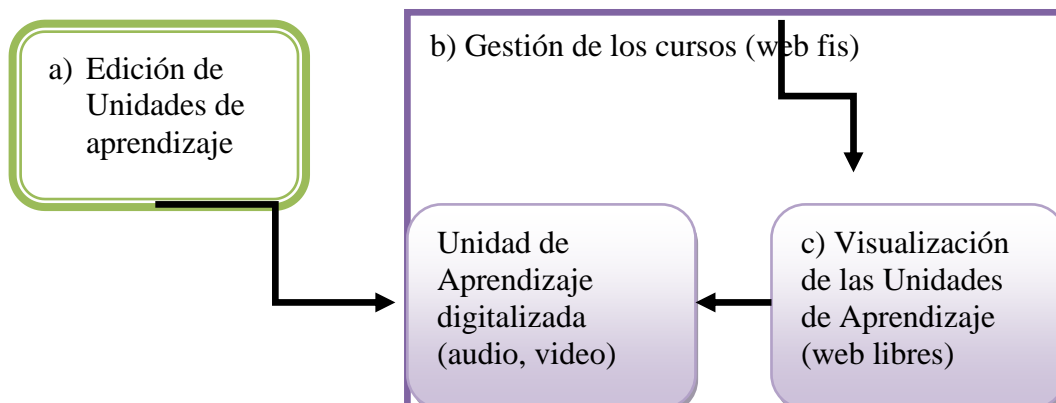 a) Edición de
Unidades de
aprendizaje
b) Gestión de los cursos (web fis)
Unidad de
Aprendizaje
digitalizada
(audio, video)
c) Visualización
de las Unidades
de Aprendizaje
(web libres)